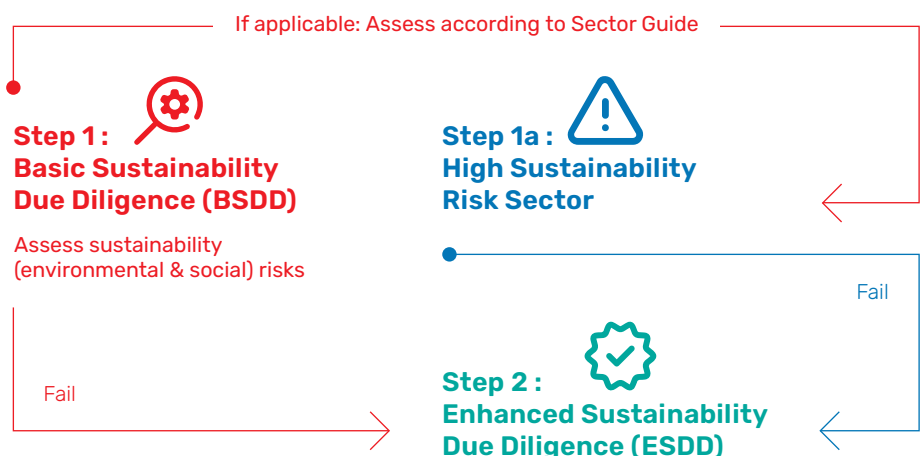 If applicable: Assess according to Sector Guide
Step 1 :
Basic Sustainability
Due Diligence (BSDD)
Assess sustainability
(environmental & social) risks
Fail
Step 1a :
High Sustainability
Risk Sector
Fail
Step 2 :
Enhanced Sustainability
Due Diligence (ESDD)